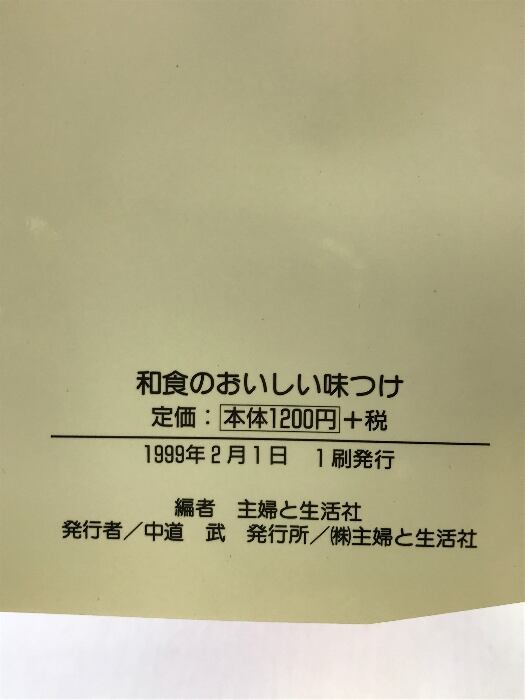 和食のおいしい味つけ
定価：本体1200円＋税
1999年2月1日　1刷発行
編者　主婦と生活社
発行者／中道　武　発行所／㈱主婦と生活社